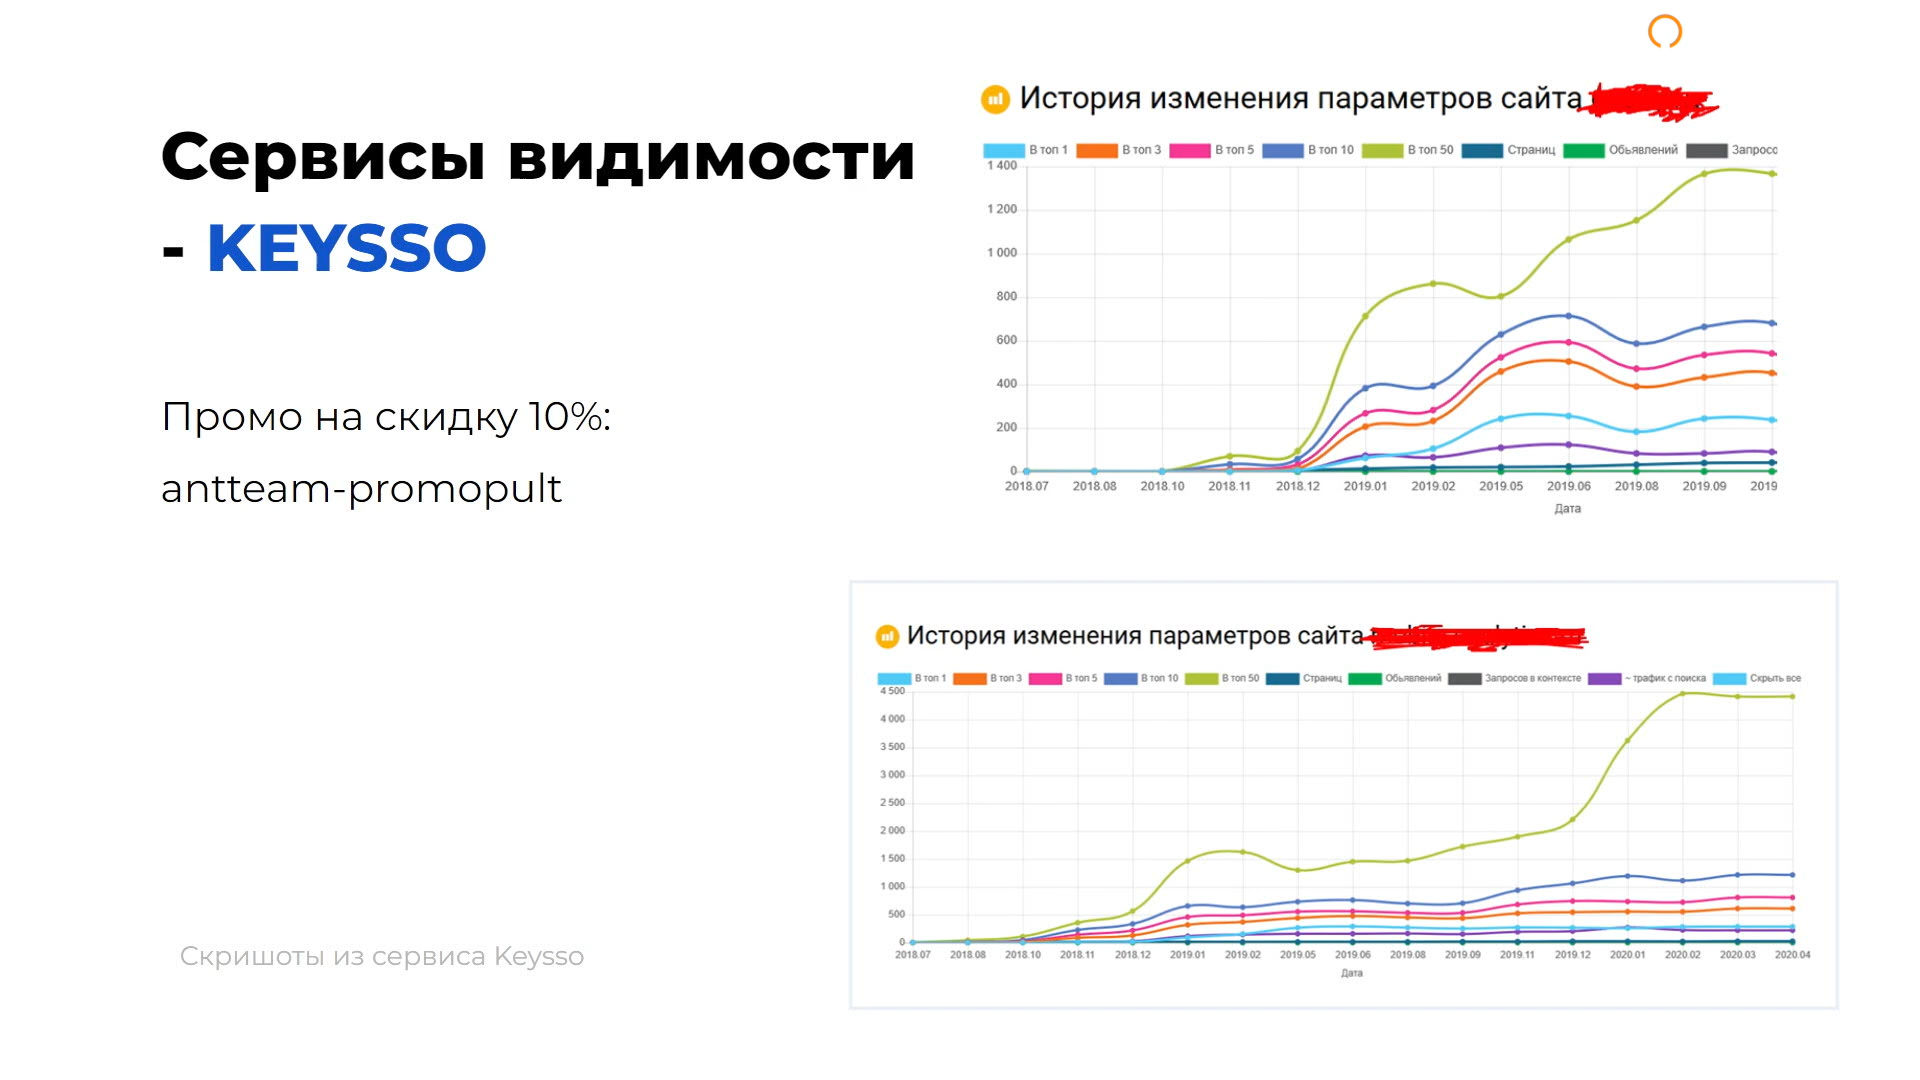 Сервисы видимости
- KEYSSO
Промо на скидку 10%:
antteam-promopult
Скришоты из сервиса Keysso
История изменения параметров сайта
В топ 1 В топ 3 В топ 5 В топ 10 В топ 50 Страниц Объявлений Запросс
1 400
1 200
1 000
800
600
400
200
0
2018.07 2018.08 2018.10 2018.11 2018.12 2019.01 2019.02 2019.05 2019.06 2019.08 2019.09 2019
Дата
История изменения параметров сайта
В топ 1 В топ 3 В топ 5 В топ 10 В топ 50 Страниц Объявлений Запросов в контексте ~ трафик с поиска Скрыть все
4 500
4 000
3 500
3 000
2 500
2 000
1 500
1 000
500
0
2018.07 2018.08 2018.10 2018.11 2018.12 2019.01 2019.02 2019.05 2019.06 2019.08 2019.09 2019.11 2019.12 2020.01 2020.02 2020.03 2020.04
Дата